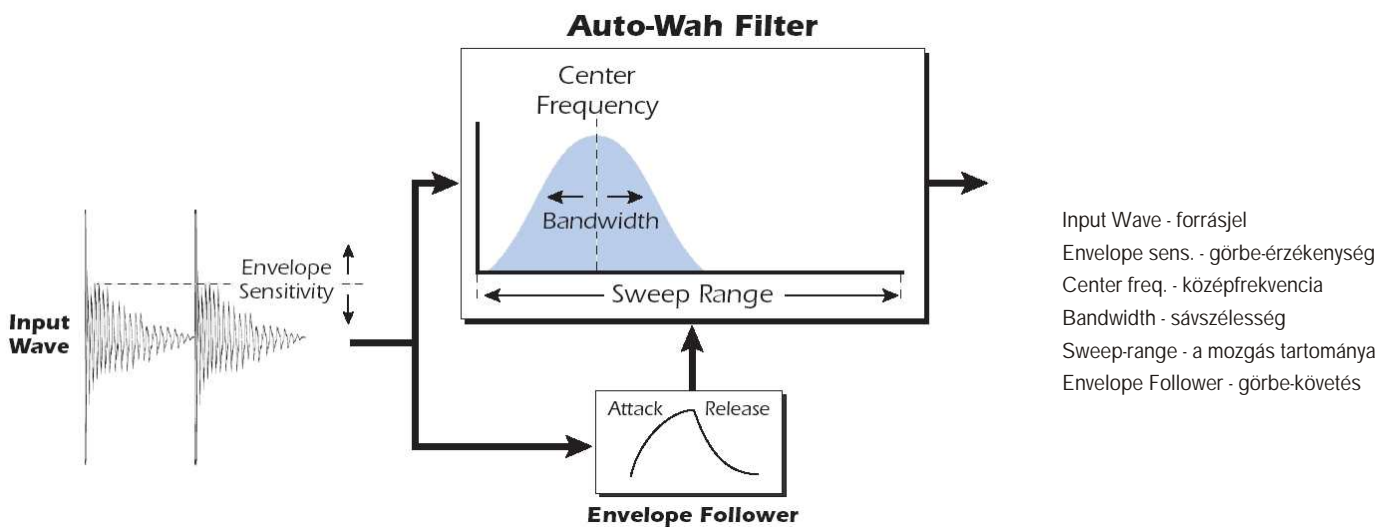 Auto-Wah Filter
Center
Frequency
Bandwidth
Sweep Range
Envelope
Sensitivity
Input
Wave
Attack Release
Envelope Follower
Input Wave - forrásjel
Envelope sens. - görbe-érzékenység
Center freq. - középfrekvencia
Bandwidth - sávszélesség
Sweep-range - a mozgás tartománya
Envelope Follower - görbe-követés